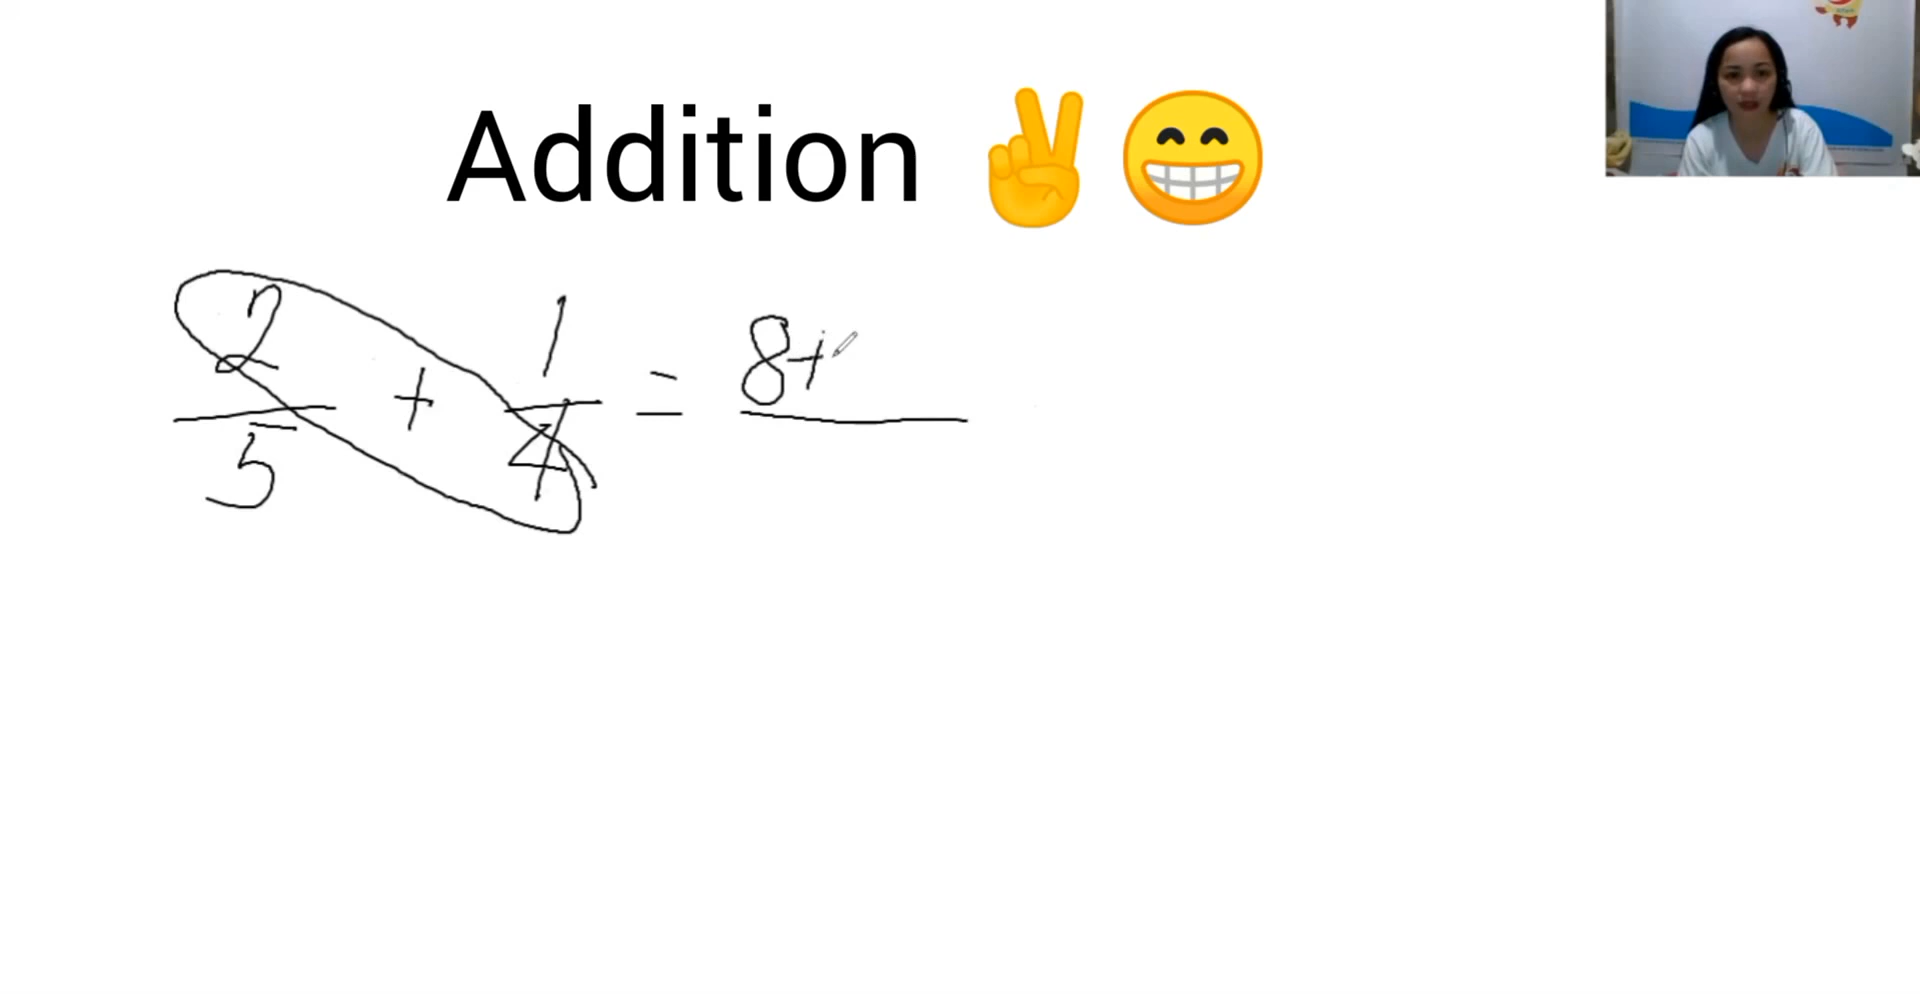 Addition ✌️😁
2/5 + 1/4 = 8+